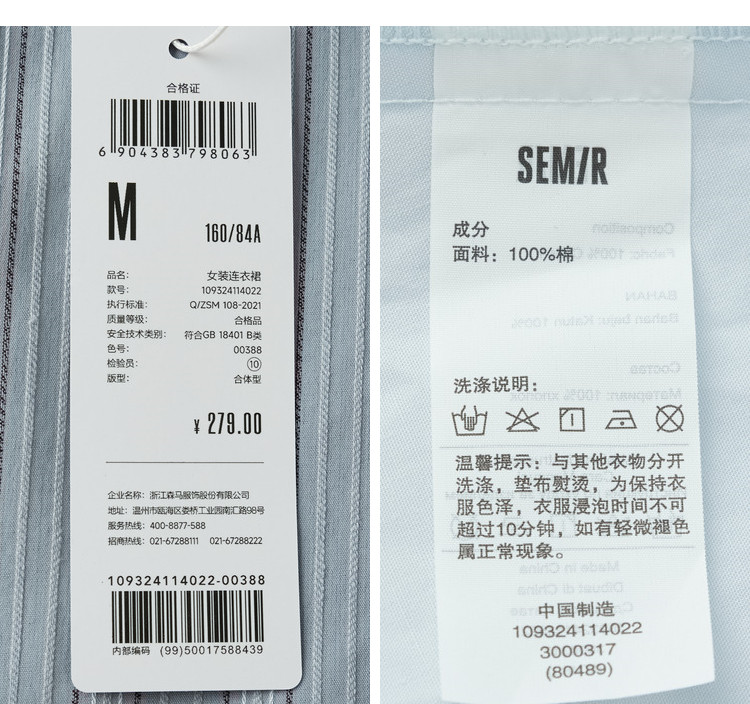 合格证
6 904383 798063
M
160/84A
品名: 女装连衣裙
款号: 109324114022
执行标准: Q/ZSM 108-2021
质量等级: 合格品
安全技术类别: 符合GB 18401 B类
色号: 00388
检验员: ⑩
版型: 合体型
¥ 279.00
企业名称: 浙江森马服饰股份有限公司
地址: 温州市瓯海区娄桥工业园南汇路98号
服务热线: 400-8877-588
招商热线: 021-67288111 021-67288222
109324114022-00388
内部编码 (99)50017588439
SEM/R
成分
面料: 100%棉
洗涤说明:
温馨提示: 与其他衣物分开
洗涤, 垫布熨烫, 为保持衣
服色泽, 衣服浸泡时间不可
超过10分钟, 如有轻微褪色
属正常现象。
中国制造
109324114022
3000317
(80489)